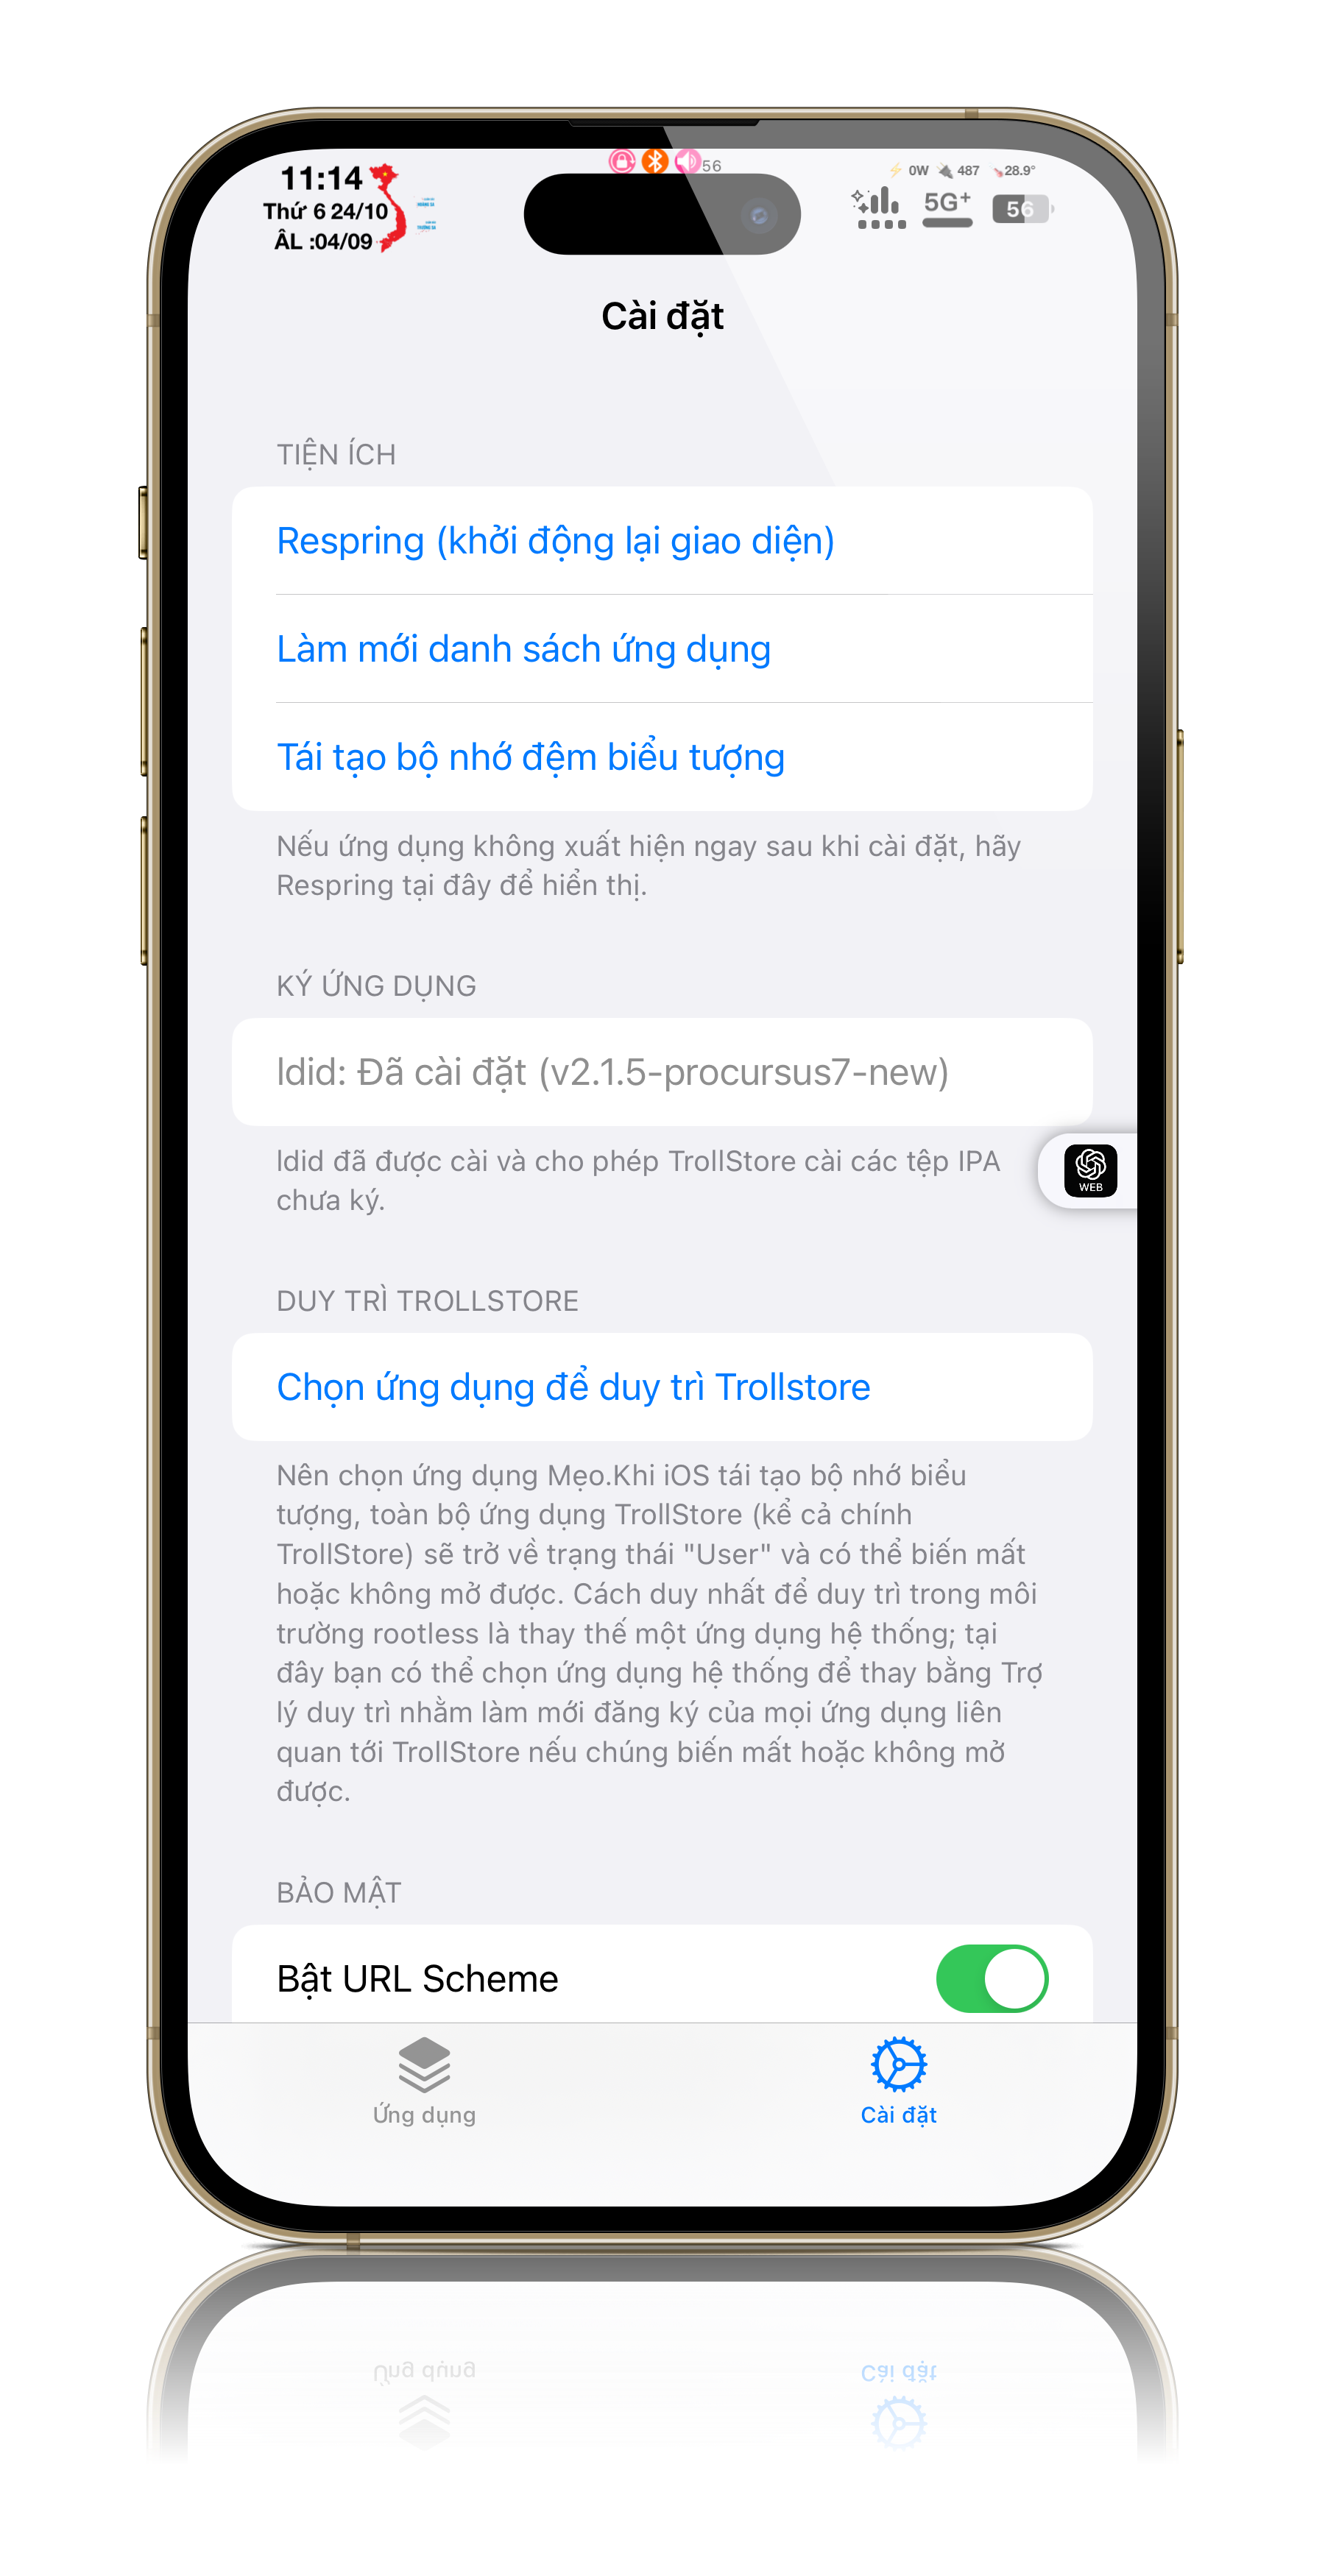 11:14
Thứ 6 24/10
ÂL :04/09
56
0W 487 28.9°
5G+
56
Cài đặt
TIỆN ÍCH
Respring (khởi động lại giao diện)
Làm mới danh sách ứng dụng
Tái tạo bộ nhớ đệm biểu tượng
Nếu ứng dụng không xuất hiện ngay sau khi cài đặt, hãy
Respring tại đây để hiển thị.
KÝ ỨNG DỤNG
ldid: Đã cài đặt (v2.1.5-procursus7-new)
ldid đã được cài và cho phép TrollStore cài các tệp IPA
chưa ký.
WEB
DUY TRÌ TROLLSTORE
Chọn ứng dụng để duy trì Trollstore
Nên chọn ứng dụng Mẹo.Khi iOS tái tạo bộ nhớ biểu
tượng, toàn bộ ứng dụng TrollStore (kể cả chính
TrollStore) sẽ trở về trạng thái "User" và có thể biến mất
hoặc không mở được. Cách duy nhất để duy trì trong môi
trường rootless là thay thế một ứng dụng hệ thống; tại
đây bạn có thể chọn ứng dụng hệ thống để thay bằng Trợ
lý duy trì nhằm làm mới đăng ký của mọi ứng dụng liên
quan tới TrollStore nếu chúng biến mất hoặc không mở
được.
BẢO MẬT
Bật URL Scheme
Ứng dụng
Cài đặt